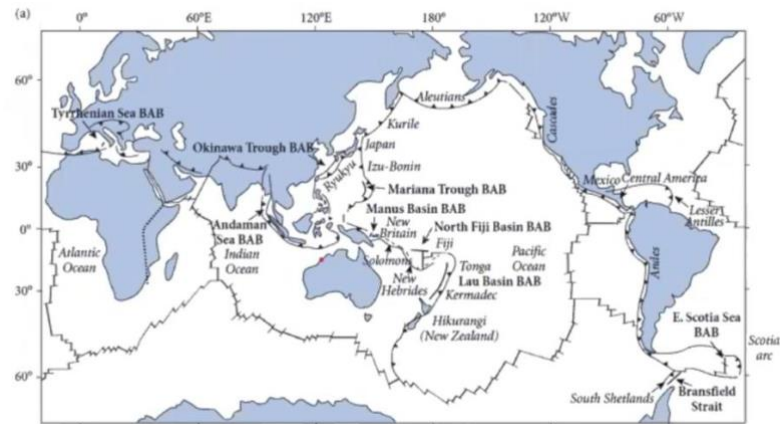 (a)
0°
60°E
120°E
180°
120°W
60°W
60°
30°
0°
30°
60°
Tyrrhenian Sea BAB
Okinawa Trough BAB
Aleutians
Kurile
Japan
Izu-Bonin
Ryukyu
Mariana Trough BAB
Manus Basin BAB
New
Britain
North Fiji Basin BAB
Fiji
Solomons
New
Hebrides
Tonga
Lau Basin BAB
Kermadec
Hikurangi
(New Zealand)
Pacific
Ocean
Andaman
Sea BAB
Indian
Ocean
Atlantic
Ocean
Cascades
Mexico
Central America
Lesser
Antilles
Andes
E. Scotia Sea
BAB
Scotia
arc
South Shetlands
Bransfield
Strait